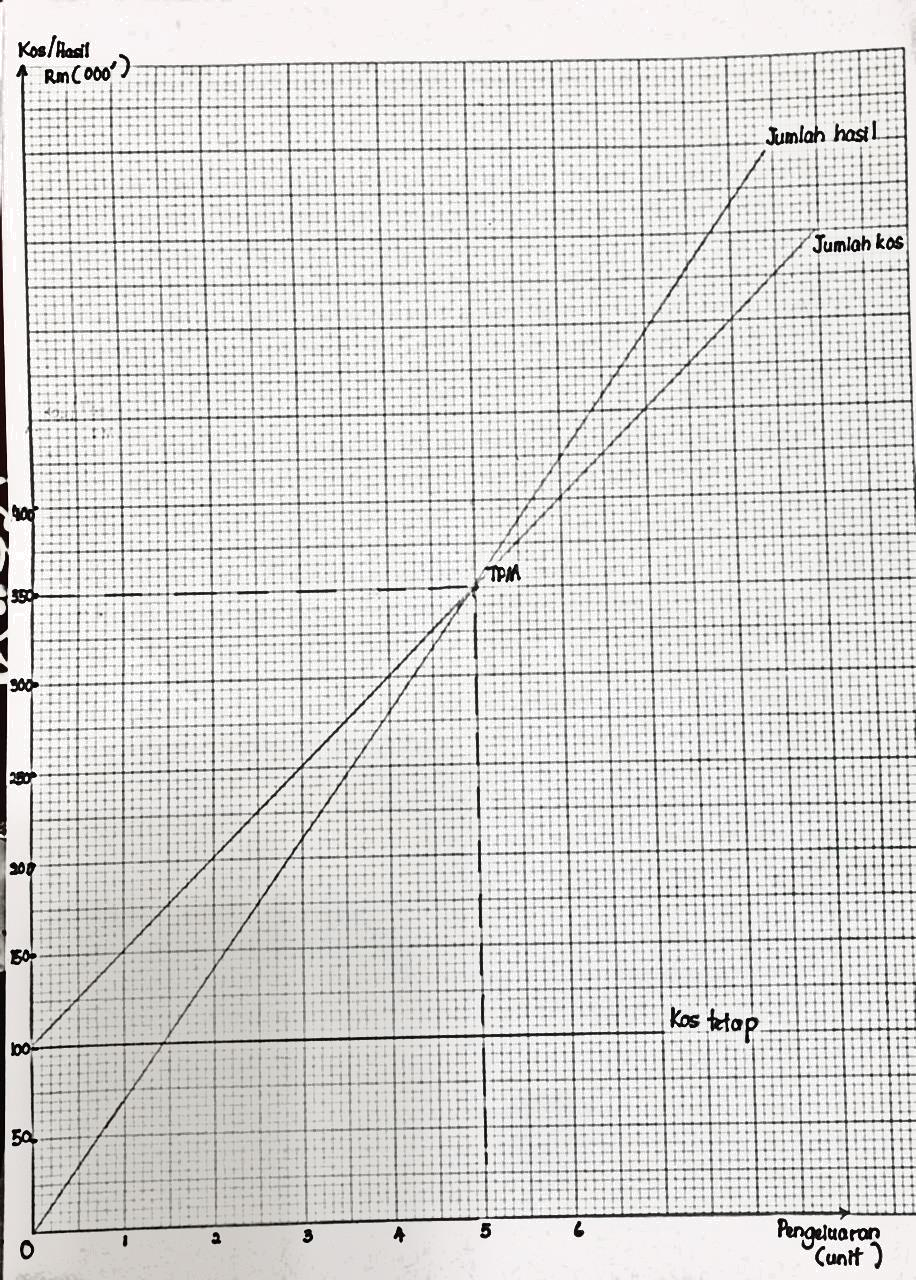 Kos/Hasil
Rm(000')
Jumlah hasil
Jumlah kos
400
TPM
350
300
250
200
150
Kos tetap
100
50
0 1 2 3 4 5 6
Pengeluaran
(unit)